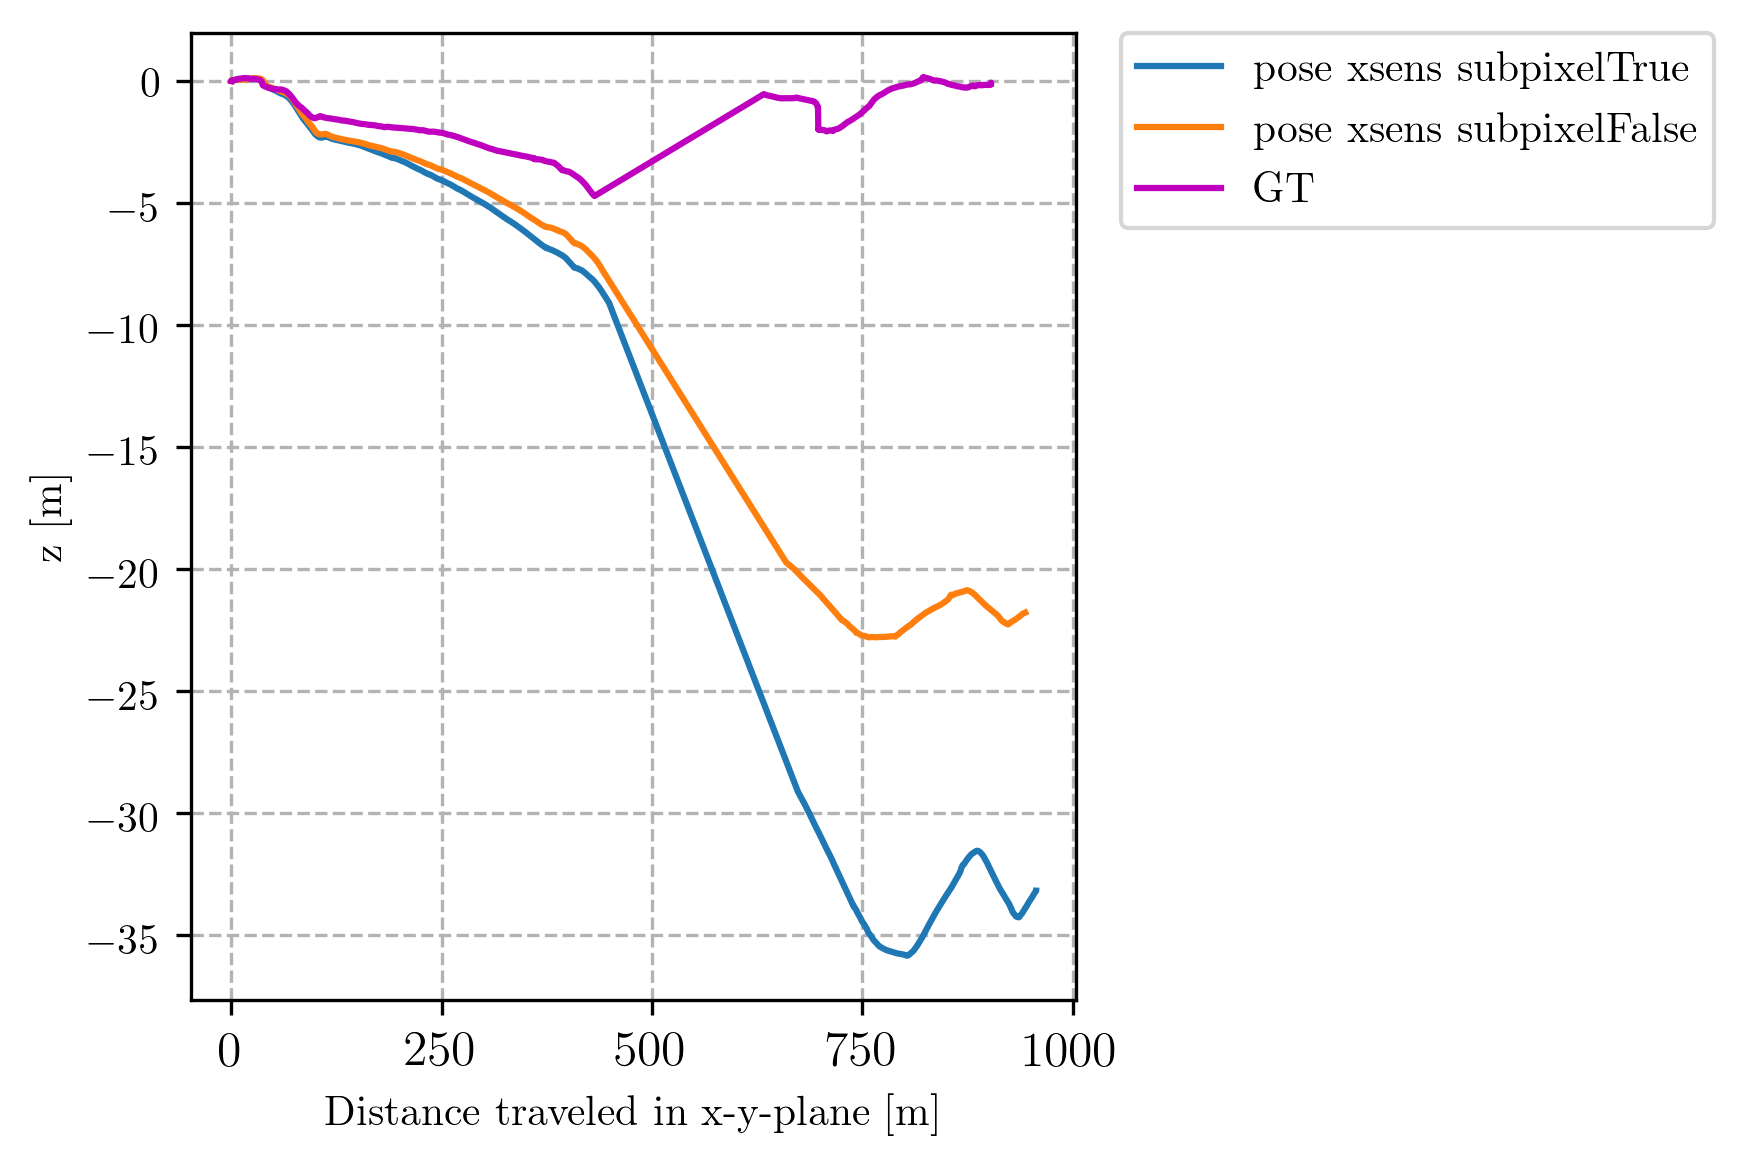 pose xsens subpixelTrue
pose xsens subpixelFalse
GT
0
−5
−10
−15
−20
−25
−30
−35
z [m]
0 250 500 750 1000
Distance traveled in x-y-plane [m]